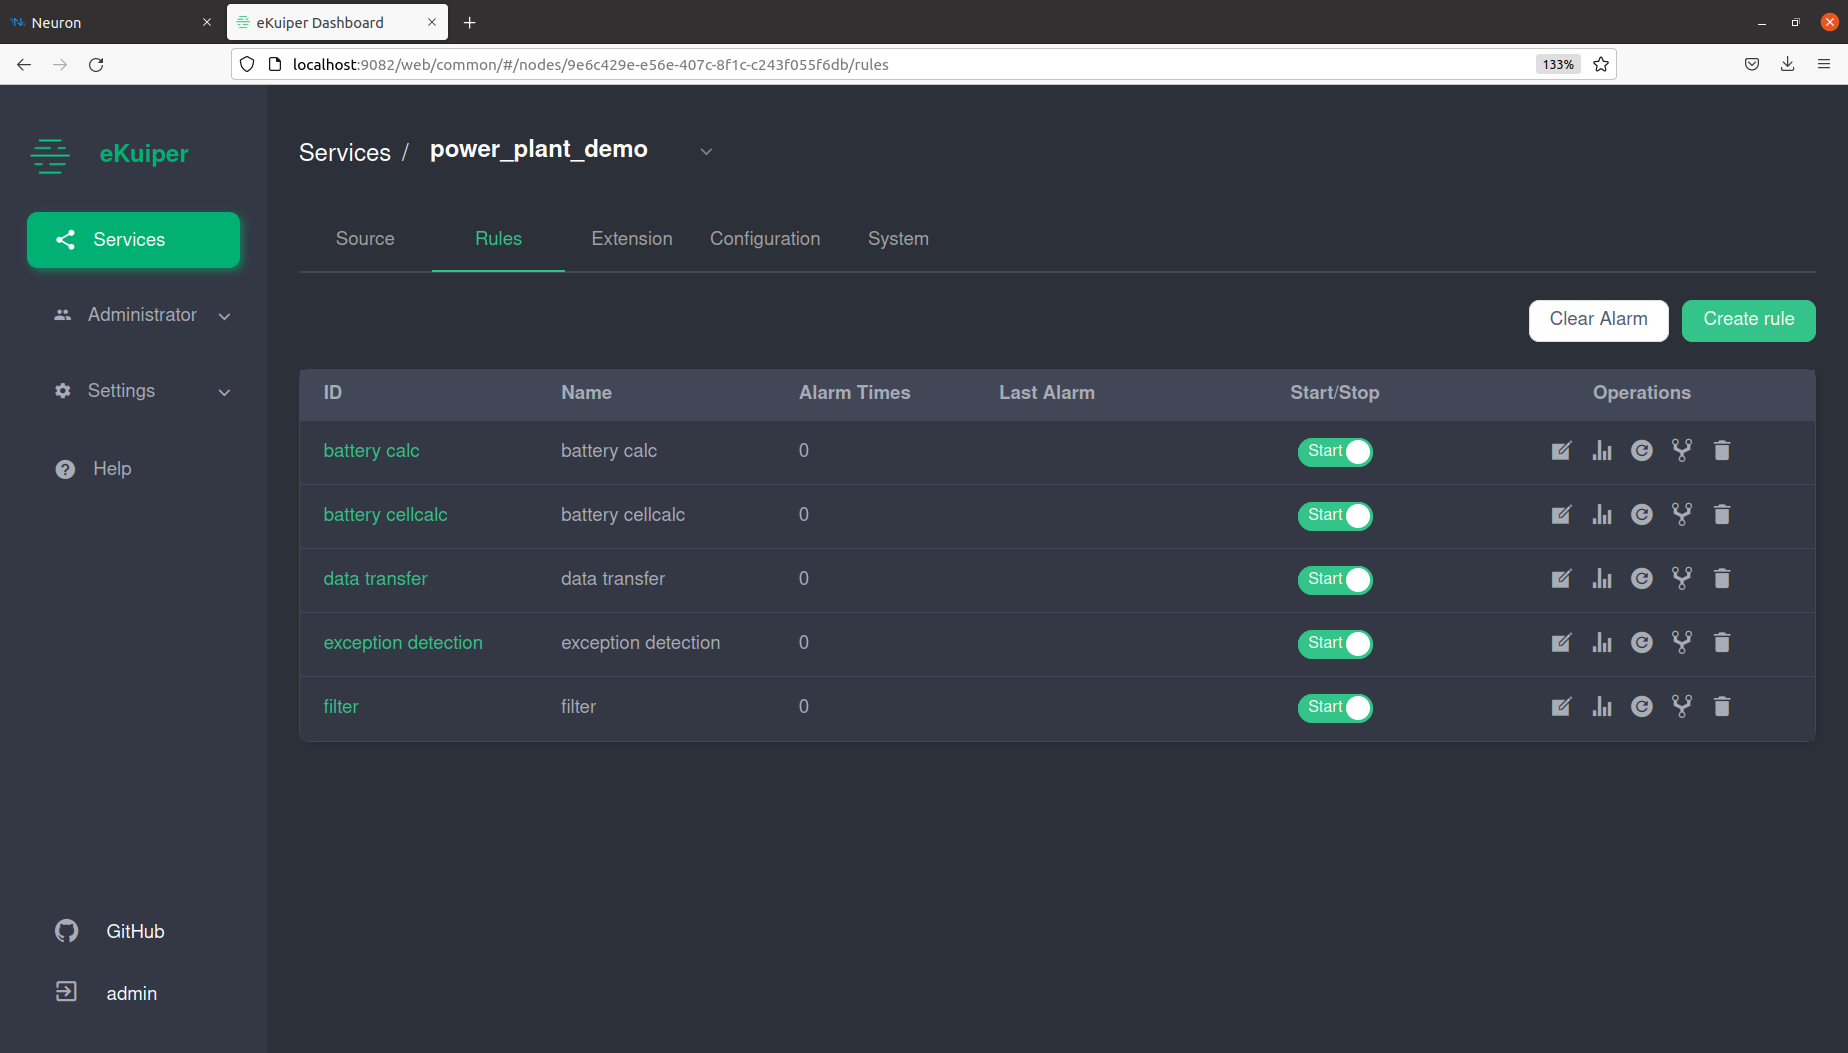 Neuron
eKuiper Dashboard
localhost:9082/web/common/#/nodes/9e6c429e-e56e-407c-8f1c-c243f055f6db/rules
133%
eKuiper
Services / power_plant_demo
Services
Administrator
Settings
Help
GitHub
admin
Source Rules Extension Configuration System
Clear Alarm Create rule
ID Name Alarm Times Last Alarm Start/Stop Operations
battery calc battery calc 0 Start
battery cellcalc battery cellcalc 0 Start
data transfer data transfer 0 Start
exception detection exception detection 0 Start
filter filter 0 Start